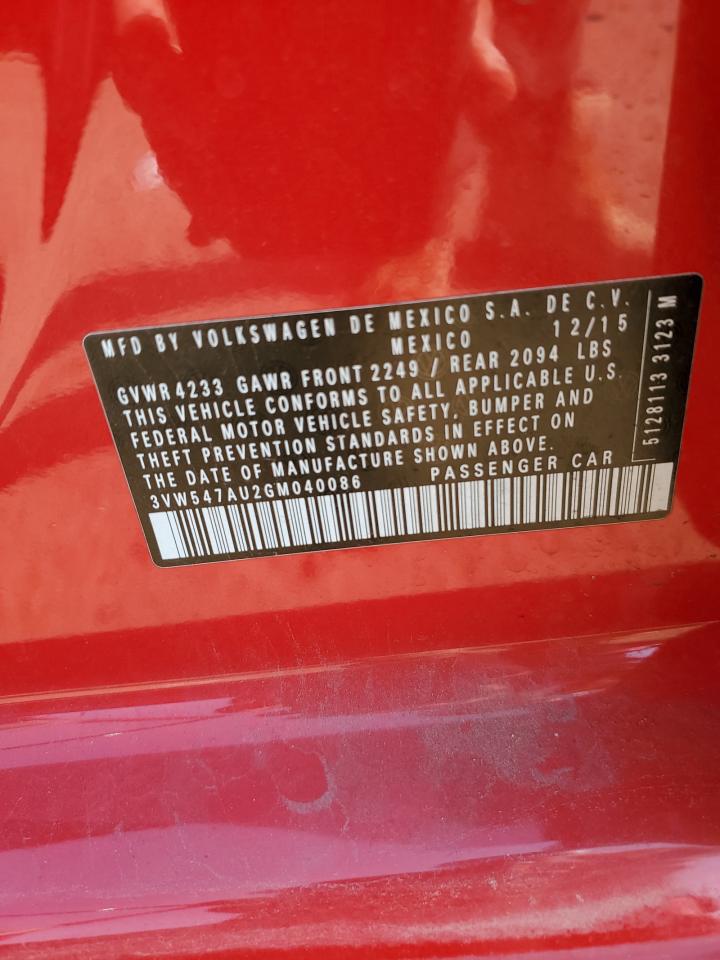 MFD BY VOLKSWAGEN DE MEXICO S.A. DE C.V.
MEXICO 12/15
GVWR 4233 GAWR FRONT 2249 REAR 2094 LBS
THIS VEHICLE CONFORMS TO ALL APPLICABLE U.S.
FEDERAL MOTOR VEHICLE SAFETY, BUMPER AND
THEFT PREVENTION STANDARDS IN EFFECT ON
THE DATE OF MANUFACTURE SHOWN ABOVE.
3VW547AU2GM040086 PASSENGER CAR
5128113 3123 M